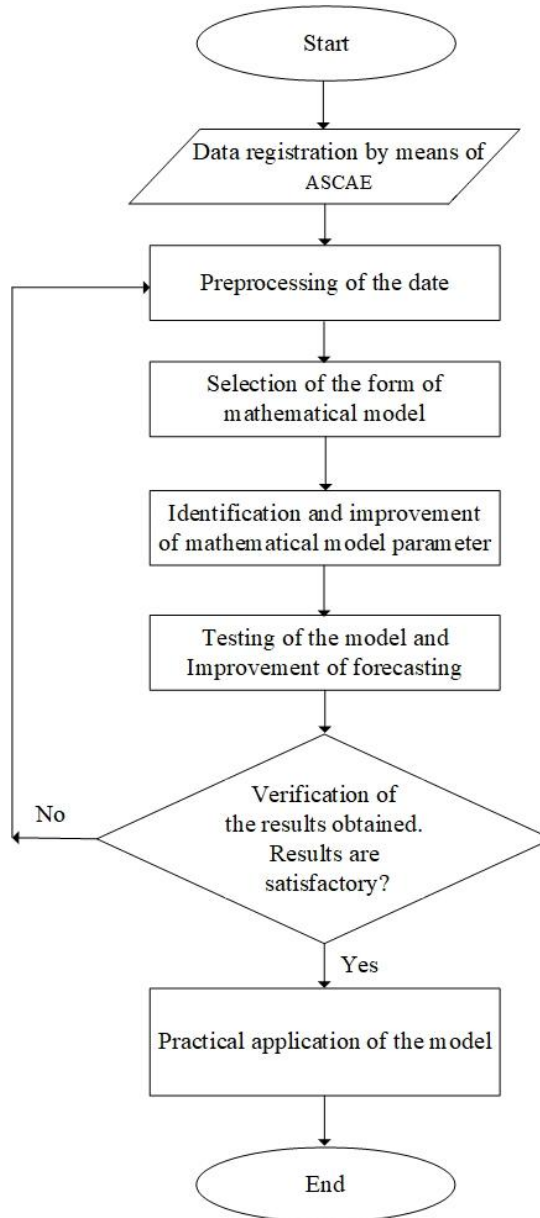 Start
Data registration by means of
ASCAE
Preprocessing of the date
Selection of the form of
mathematical model
Identification and improvement
of mathematical model parameter
Testing of the model and
Improvement of forecasting
Verification of
the results obtained.
Results are
satisfactory?
No
Yes
Practical application of the model
End